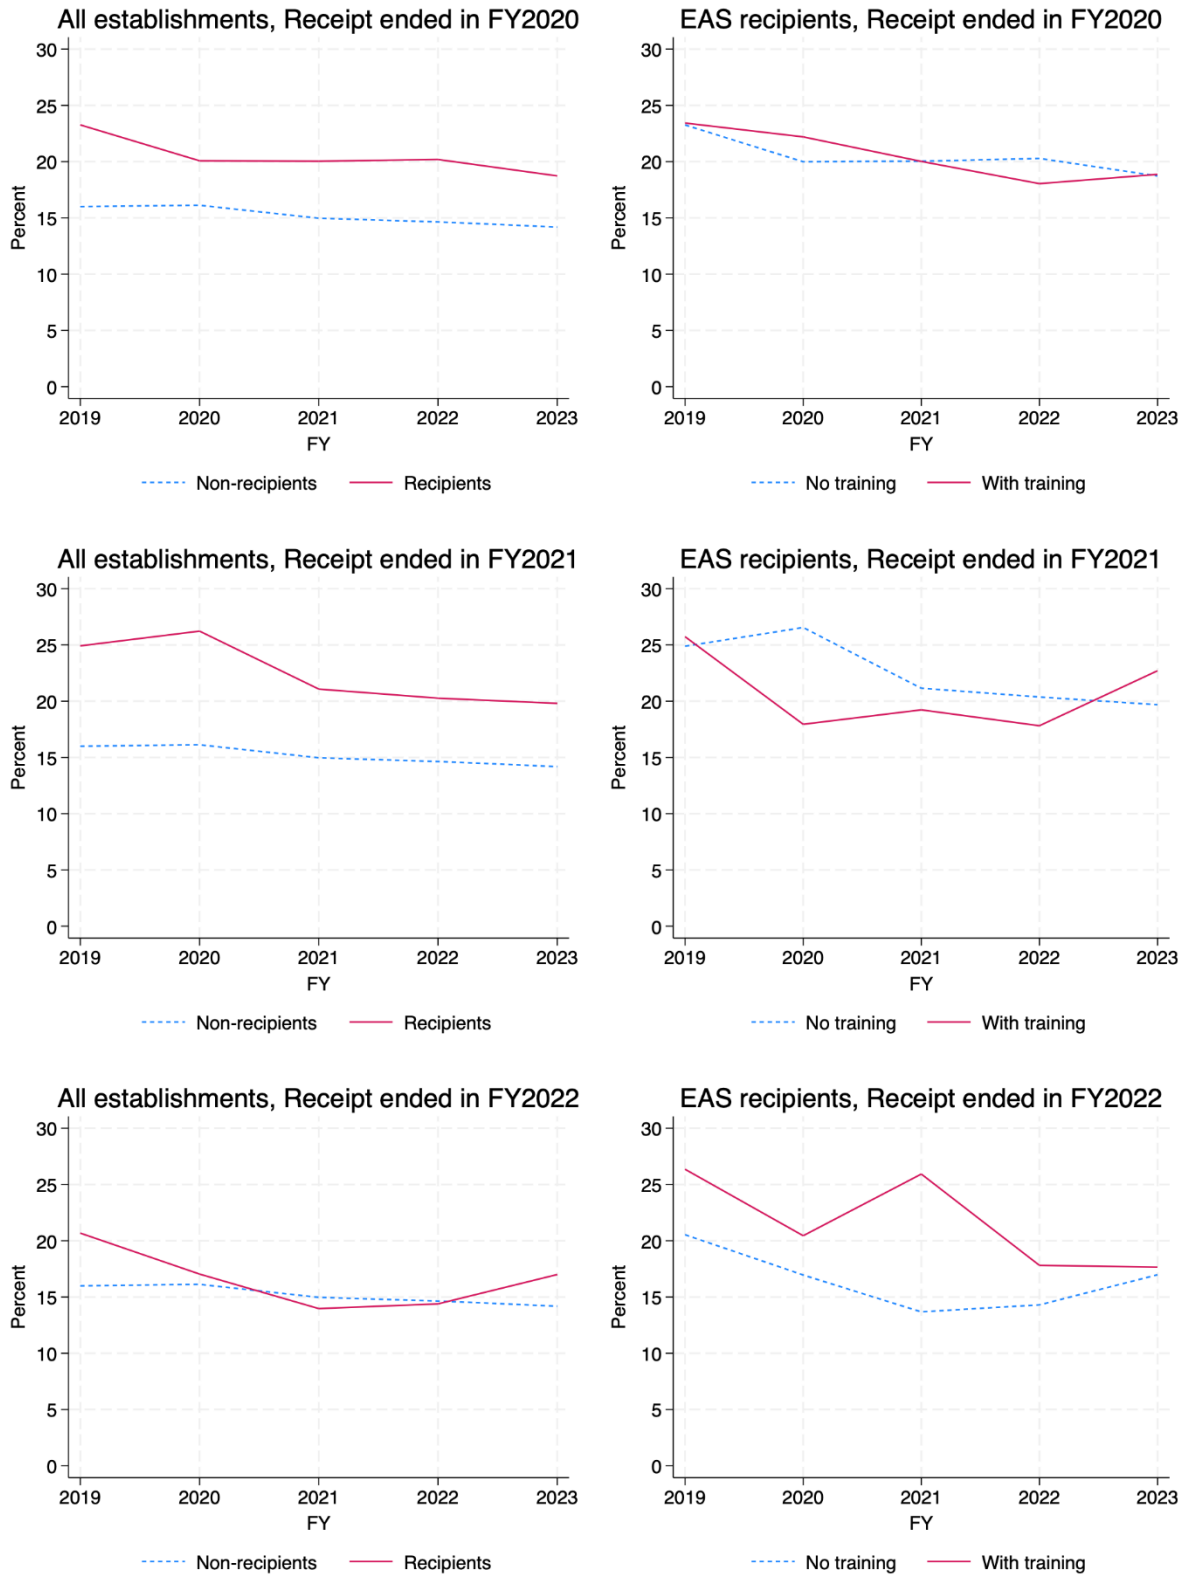 All establishments, Receipt ended in FY2020
30
25
20
15
10
5
0
Percent
2019 2020 2021 2022 2023
FY
Non-recipients Recipients
EAS recipients, Receipt ended in FY2020
30
25
20
15
10
5
0
Percent
2019 2020 2021 2022 2023
FY
No training With training
All establishments, Receipt ended in FY2021
30
25
20
15
10
5
0
Percent
2019 2020 2021 2022 2023
FY
Non-recipients Recipients
EAS recipients, Receipt ended in FY2021
30
25
20
15
10
5
0
Percent
2019 2020 2021 2022 2023
FY
No training With training
All establishments, Receipt ended in FY2022
30
25
20
15
10
5
0
Percent
2019 2020 2021 2022 2023
FY
Non-recipients Recipients
EAS recipients, Receipt ended in FY2022
30
25
20
15
10
5
0
Percent
2019 2020 2021 2022 2023
FY
No training With training